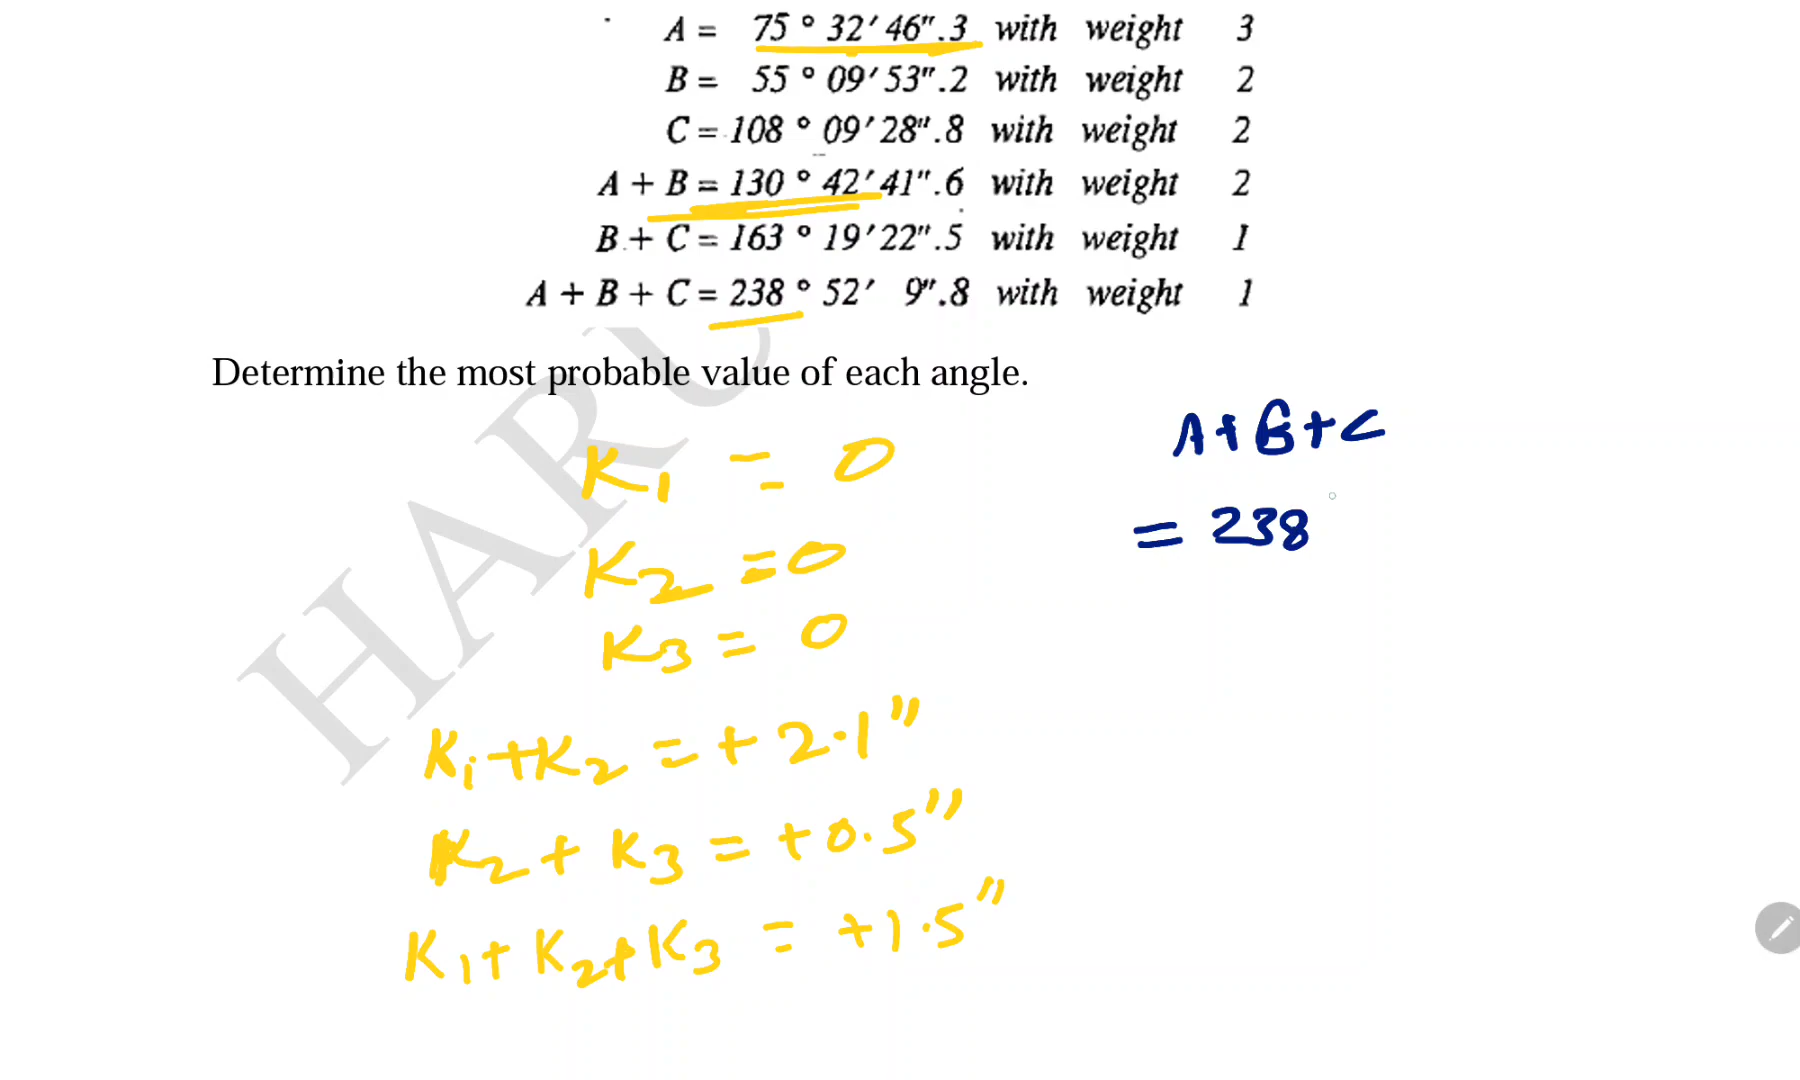 A = 75 ° 32′ 46″.3 with weight 3
B = 55 ° 09′ 53″.2 with weight 2
C = 108 ° 09′ 28″.8 with weight 2
A + B = 130 ° 42′ 41″.6 with weight 2
B + C = 163 ° 19′ 22″.5 with weight 1
A + B + C = 238 ° 52′ 9″.8 with weight 1
Determine the most probable value of each angle.
K₁ = 0
K₂ = 0
K₃ = 0
K₁ + K₂ = + 2.1″
K₂ + K₃ = + 0.5″
K₁ + K₂ + K₃ = + 1.5″
A + B + C
= 238
HARU